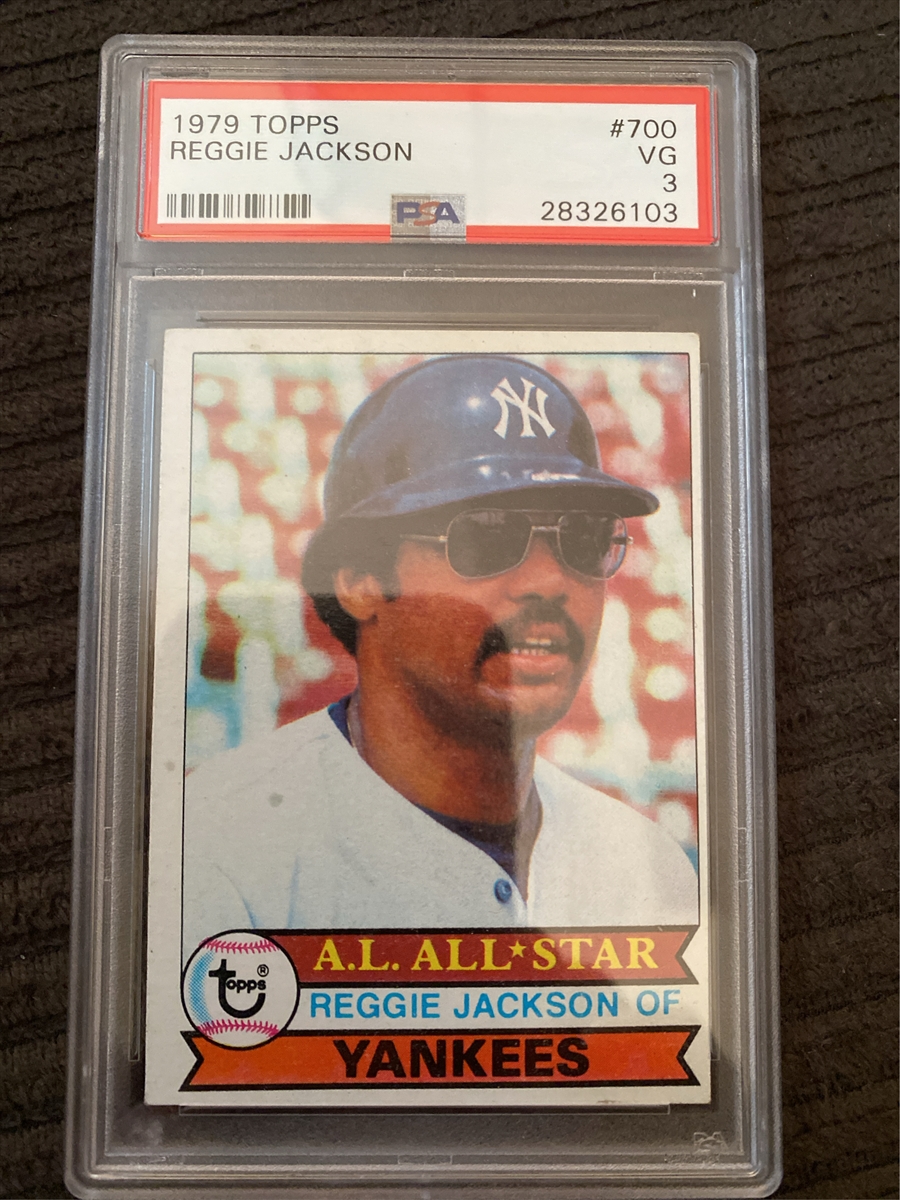 1979 TOPPS #700
REGGIE JACKSON VG
3
28326103
PSA
NY
A.L. ALL★STAR
topps®
REGGIE JACKSON OF
YANKEES